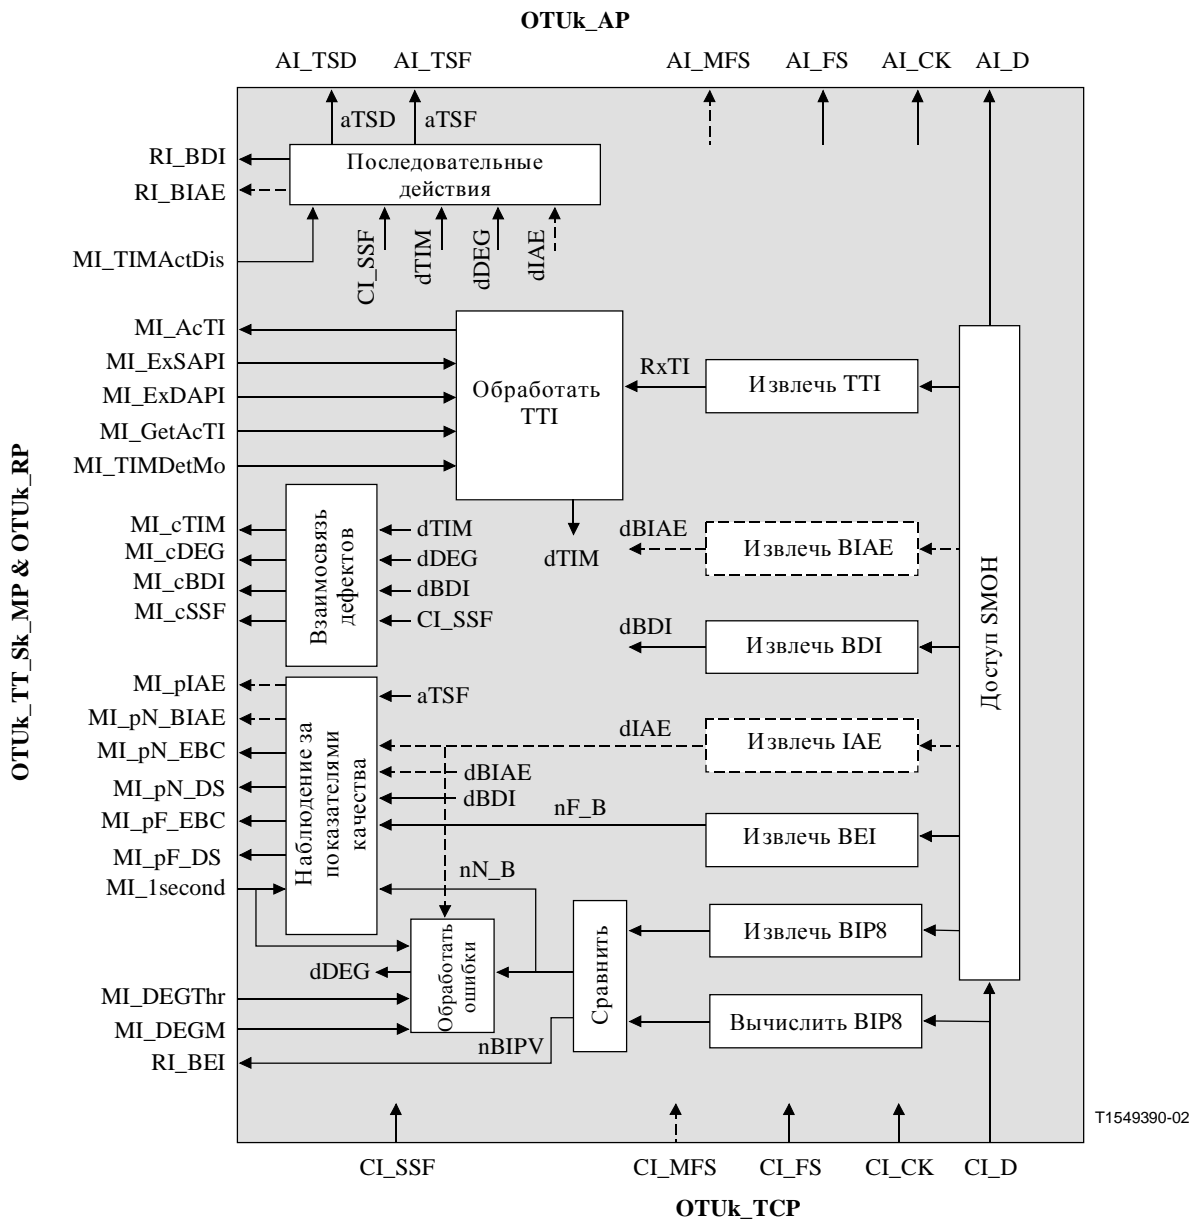 OTUk_AP
AI_TSD AI_TSF AI_MFS AI_FS AI_CK AI_D
aTSD aTSF
RI_BDI
RI_BIAE
Последовательные
действия
MI_TIMActDis
CI_SSF
dTIM
dDEG
dIAE
MI_AcTI
MI_ExSAPI
MI_ExDAPI
MI_GetAcTI
MI_TIMDetMo
Обработать
TTI
RxTI
Извлечь TTI
dTIM
OTUk_TT_Sk_MP & OTUk_RP
MI_cTIM
MI_cDEG
MI_cBDI
MI_cSSF
Взаимосвязь
дефектов
dTIM
dDEG
dBDI
CI_SSF
dBIAE
Извлечь BIAE
dBDI
Извлечь BDI
Доступ SMOH
MI_pIAE
MI_pN_BIAE
MI_pN_EBC
MI_pN_DS
MI_pF_EBC
MI_pF_DS
MI_1second
Наблюдение за
показателями
качества
aTSF
dIAE
Извлечь IAE
dBIAE
dBDI
nF_B
Извлечь BEI
nN_B
Обработать
ошибки
dDEG
Сравнить
Извлечь BIP8
Вычислить BIP8
MI_DEGThr
MI_DEGM
RI_BEI
nBIPV
T1549390-02
CI_SSF CI_MFS CI_FS CI_CK CI_D
OTUk_TCP